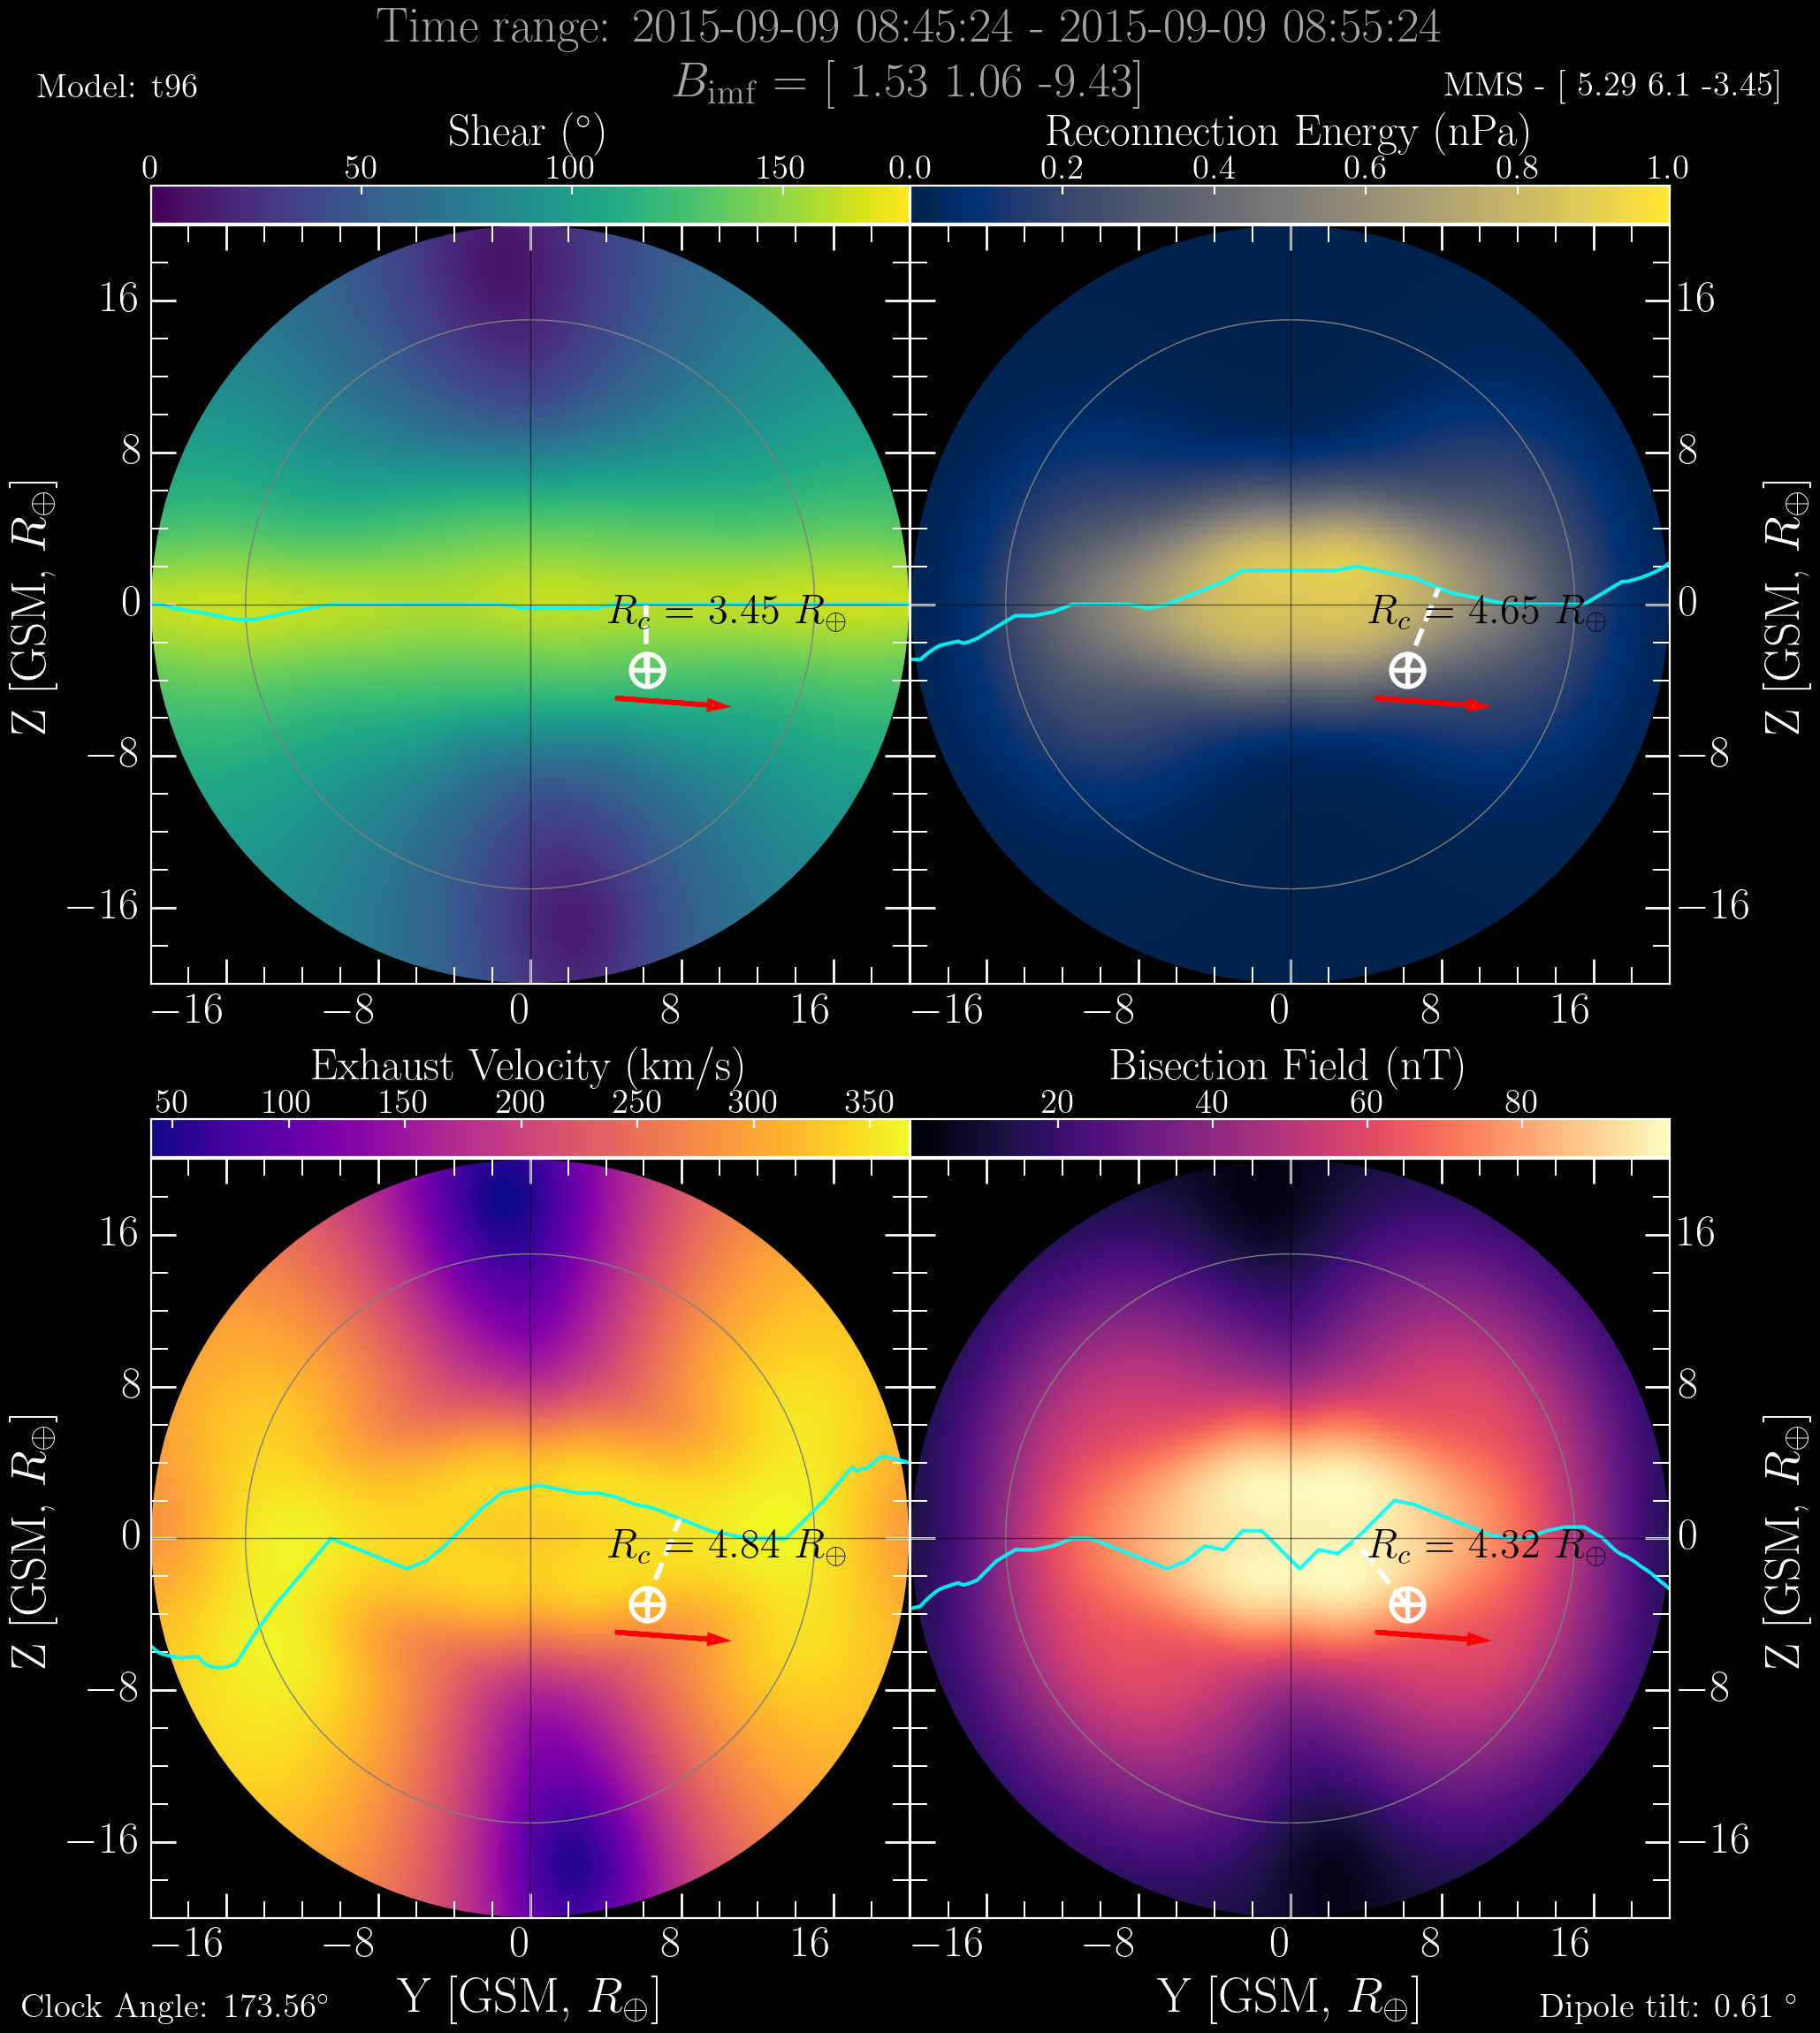 Time range: 2015-09-09 08:45:24 - 2015-09-09 08:55:24
Model: t96
B_imf = [ 1.53 1.06 -9.43]
MMS - [ 5.29 6.1 -3.45]
Shear (°)
Reconnection Energy (nPa)
0 50 100 150
0.0 0.2 0.4 0.6 0.8 1.0
16
8
0
−8
−16
Z [GSM, R⊕]
R_c = 3.45 R⊕
−16 −8 0 8 16
R_c = 4.65 R⊕
16
8
0
−8
−16
Z [GSM, R⊕]
−16 −8 0 8 16
Exhaust Velocity (km/s)
Bisection Field (nT)
50 100 150 200 250 300 350
20 40 60 80
16
8
0
−8
−16
Z [GSM, R⊕]
R_c = 4.84 R⊕
−16 −8 0 8 16
Y [GSM, R⊕]
R_c = 4.32 R⊕
16
8
0
−8
−16
Z [GSM, R⊕]
−16 −8 0 8 16
Y [GSM, R⊕]
Clock Angle: 173.56°
Dipole tilt: 0.61 °